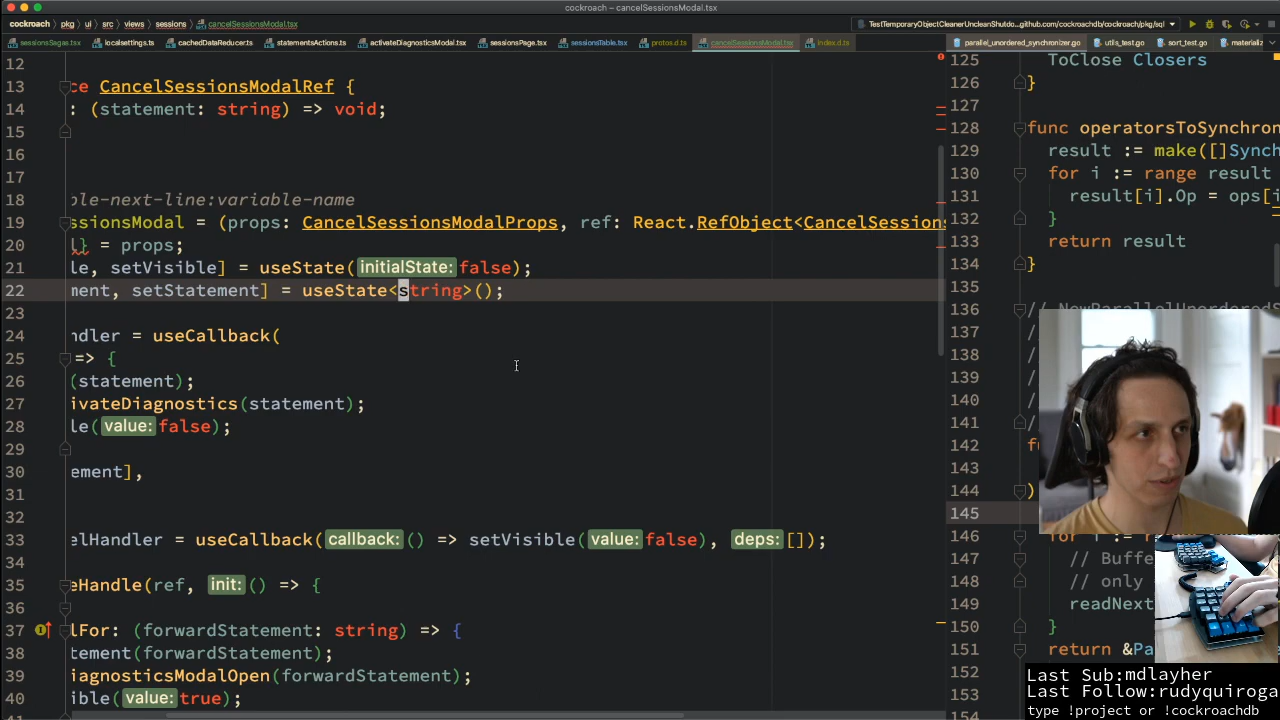 cockroach – cancelSessionsModal.tsx
cockroach pkg ui src views sessions cancelSessionsModal.tsx
TestTemporaryObjectCleanerUncleanShutdo...github.com/cockroachdb/cockroach/pkg/sql
sessionsSagas.tsx localsettings.ts cachedDataReducer.ts statementsActions.ts activateDiagnosticsModal.tsx sessionsPage.tsx sessionsTable.tsx protos.d.ts cancelSessionsModal.tsx index.d.ts
12
13 ce CancelSessionsModalRef {
14 : (statement: string) => void;
15
16
17
18 ble-next-line:variable-name
19 ssionsModal = (props: CancelSessionsModalProps, ref: React.RefObject<CancelSessions
20 l} = props;
21 le, setVisible] = useState( initialState: false);
22 ment, setStatement] = useState<string>();
23
24 ndler = useCallback(
25 => {
26 (statement);
27 ivateDiagnostics(statement);
28 le( value: false);
29
30 ement],
31
32
33 elHandler = useCallback( callback: () => setVisible( value: false), deps: []);
34
35 eHandle(ref, init: () => {
36
37 lFor: (forwardStatement: string) => {
38 tement(forwardStatement);
39 iagnosticsModalOpen(forwardStatement);
40 ible( value: true);
parallel_unordered_synchronizer.go utils_test.go sort_test.go materializ
125 ToClose Closers
126 }
127
128 func operatorsToSynchron
129 result := make([]Synch
130 for i := range result
131 result[i].Op = ops[i
132 }
133 return result
134 }
135
136 // NewParallelUnorderedS
137 //
138 //
139 //
140 //
141 //
142 fu
143
144 )
145
146 for i :=
147 // Buffe
148 // only a
149 readNext
150 }
151 return &Pa
152
153
154
Last Sub:mdlayher
Last Follow:rudyquiroga
type !project or !cockroachdb